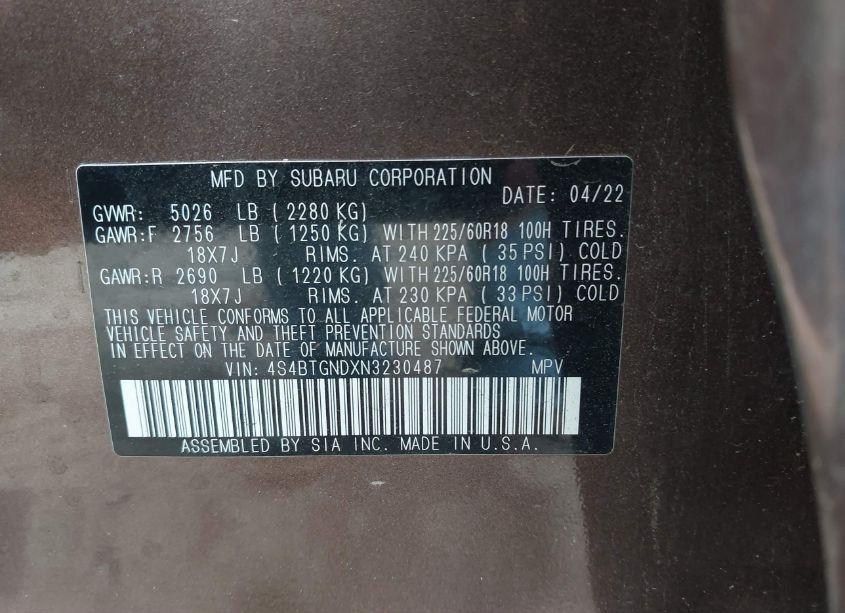 MFD BY SUBARU CORPORATION
DATE: 04/22
GVWR: 5026 LB ( 2280 KG)
GAWR:F 2756 LB ( 1250 KG) WITH 225/60R18 100H TIRES.
18X7J RIMS. AT 240 KPA ( 35 PSI) COLD
GAWR:R 2690 LB ( 1220 KG) WITH 225/60R18 100H TIRES.
18X7J RIMS. AT 230 KPA ( 33 PSI) COLD
THIS VEHICLE CONFORMS TO ALL APPLICABLE FEDERAL MOTOR
VEHICLE SAFETY AND THEFT PREVENTION STANDARDS
IN EFFECT ON THE DATE OF MANUFACTURE SHOWN ABOVE.
VIN: 4S4BTGNDXN3230487 MPV
ASSEMBLED BY SIA INC. MADE IN U.S.A.